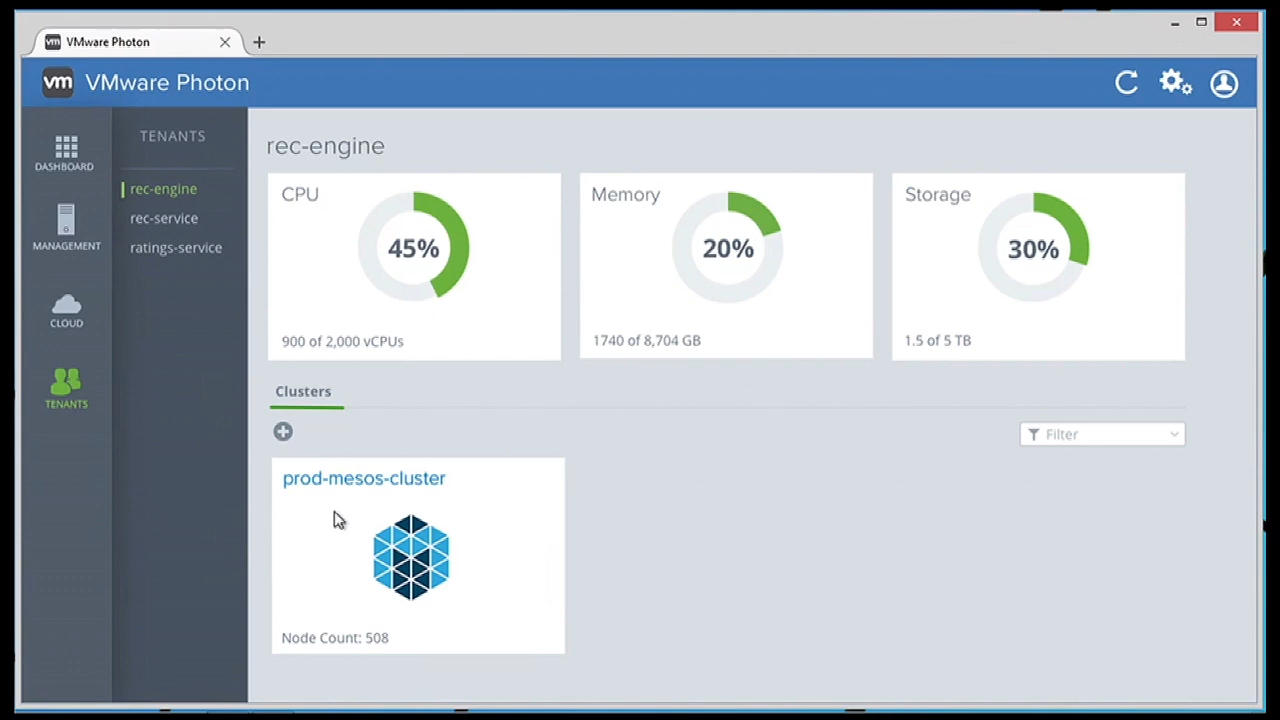 VMware Photon
vm VMware Photon
DASHBOARD
MANAGEMENT
CLOUD
TENANTS
TENANTS
rec-engine
rec-service
ratings-service
rec-engine
CPU
45%
900 of 2,000 vCPUs
Memory
20%
1740 of 8,704 GB
Storage
30%
1.5 of 5 TB
Clusters
Filter
prod-mesos-cluster
Node Count: 508